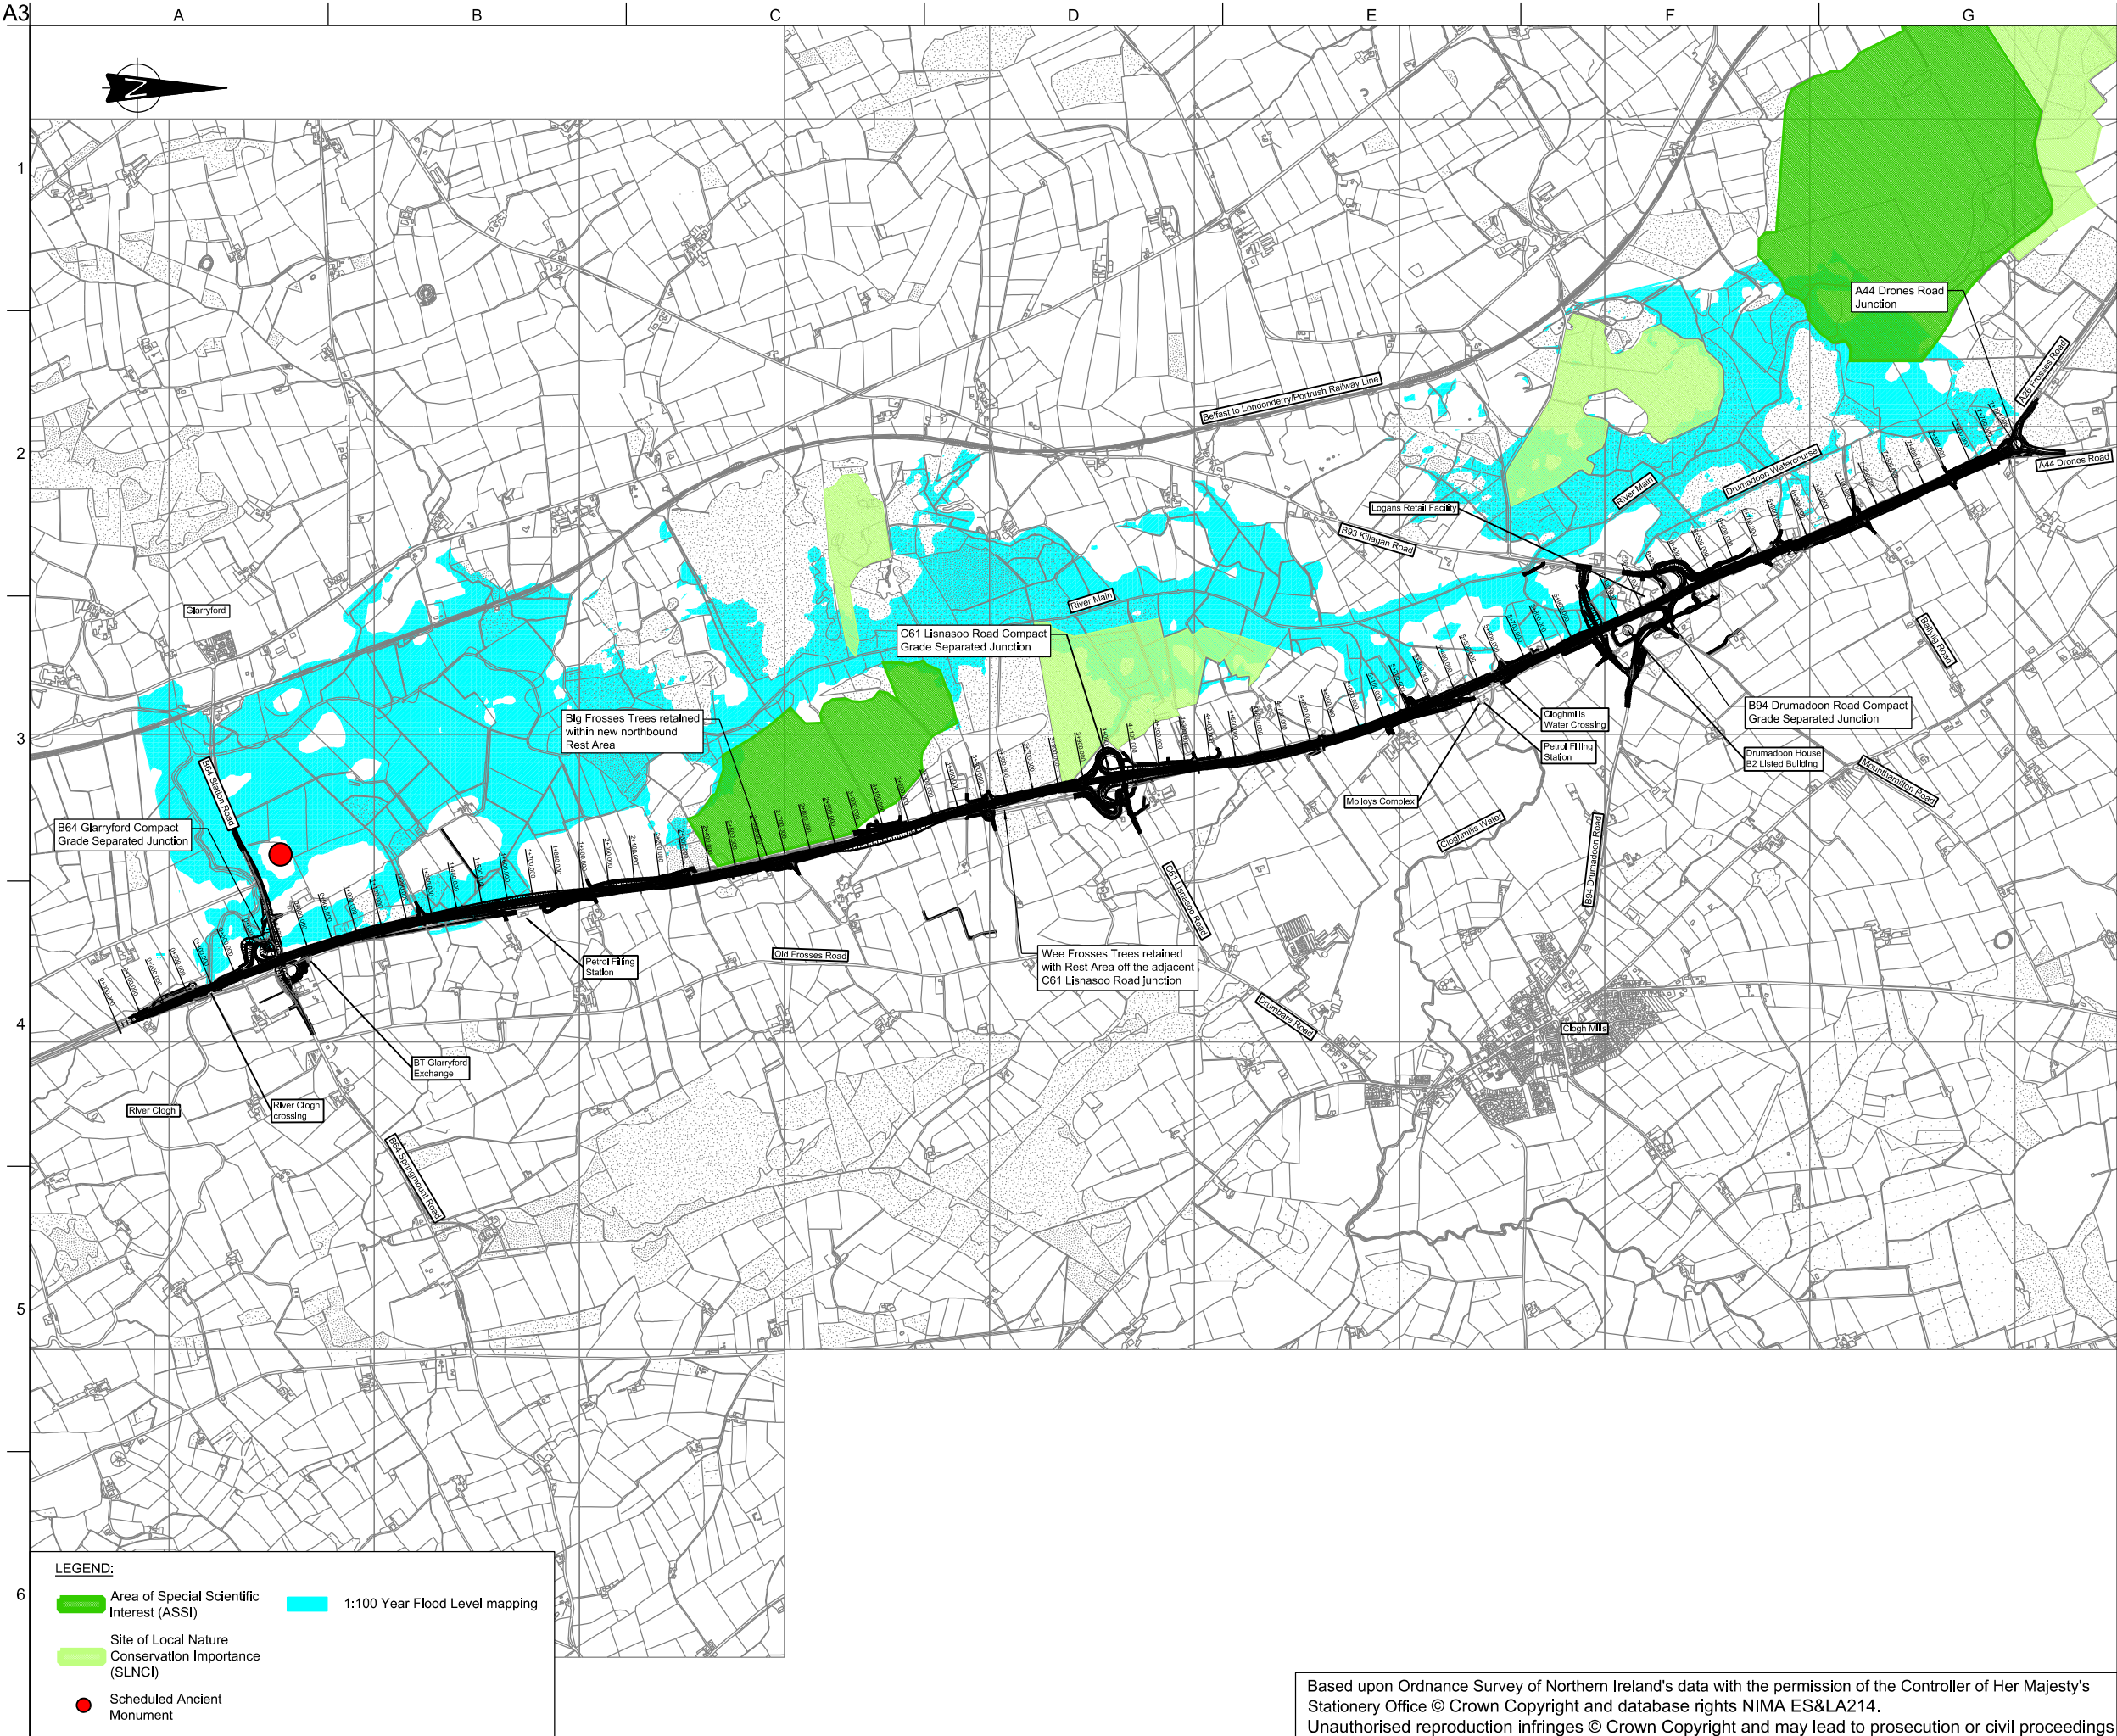 A3
A
B
C
D
E
F
G
1
2
3
4
5
6
Z
A44 Drones Road
Junction
A26 Frosses Road
A44 Drones Road
Belfast to Londonderry/Portrush Railway Line
Drumadoon Watercourse
River Main
Logans Retail Facility
B93 Killagan Road
River Main
Glarryford
C61 Lisnasoo Road Compact
Grade Separated Junction
Ballylig Road
Big Frosses Trees retained
within new northbound
Rest Area
Cloghmills
Water Crossing
B94 Drumadoon Road Compact
Grade Separated Junction
Petrol Filling
Station
Drumadoon House
B2 Listed Building
Mounthamilton Road
B64 Station Road
Molloys Complex
B64 Glarryford Compact
Grade Separated Junction
Cloghmills Water
B94 Drumadoon Road
C61 Lisnasoo Road
Old Frosses Road
Petrol Filling
Station
Wee Frosses Trees retained
with Rest Area off the adjacent
C61 Lisnasoo Road junction
Drumbare Road
Clogh Mills
BT Glarryford
Exchange
River Clogh
River Clogh
crossing
B64 Springmount Road
LEGEND:
Area of Special Scientific
Interest (ASSI)
1:100 Year Flood Level mapping
Site of Local Nature
Conservation Importance
(SLNCI)
Scheduled Ancient
Monument
Based upon Ordnance Survey of Northern Ireland's data with the permission of the Controller of Her Majesty's
Stationery Office © Crown Copyright and database rights NIMA ES&LA214.
Unauthorised reproduction infringes © Crown Copyright and may lead to prosecution or civil proceedings